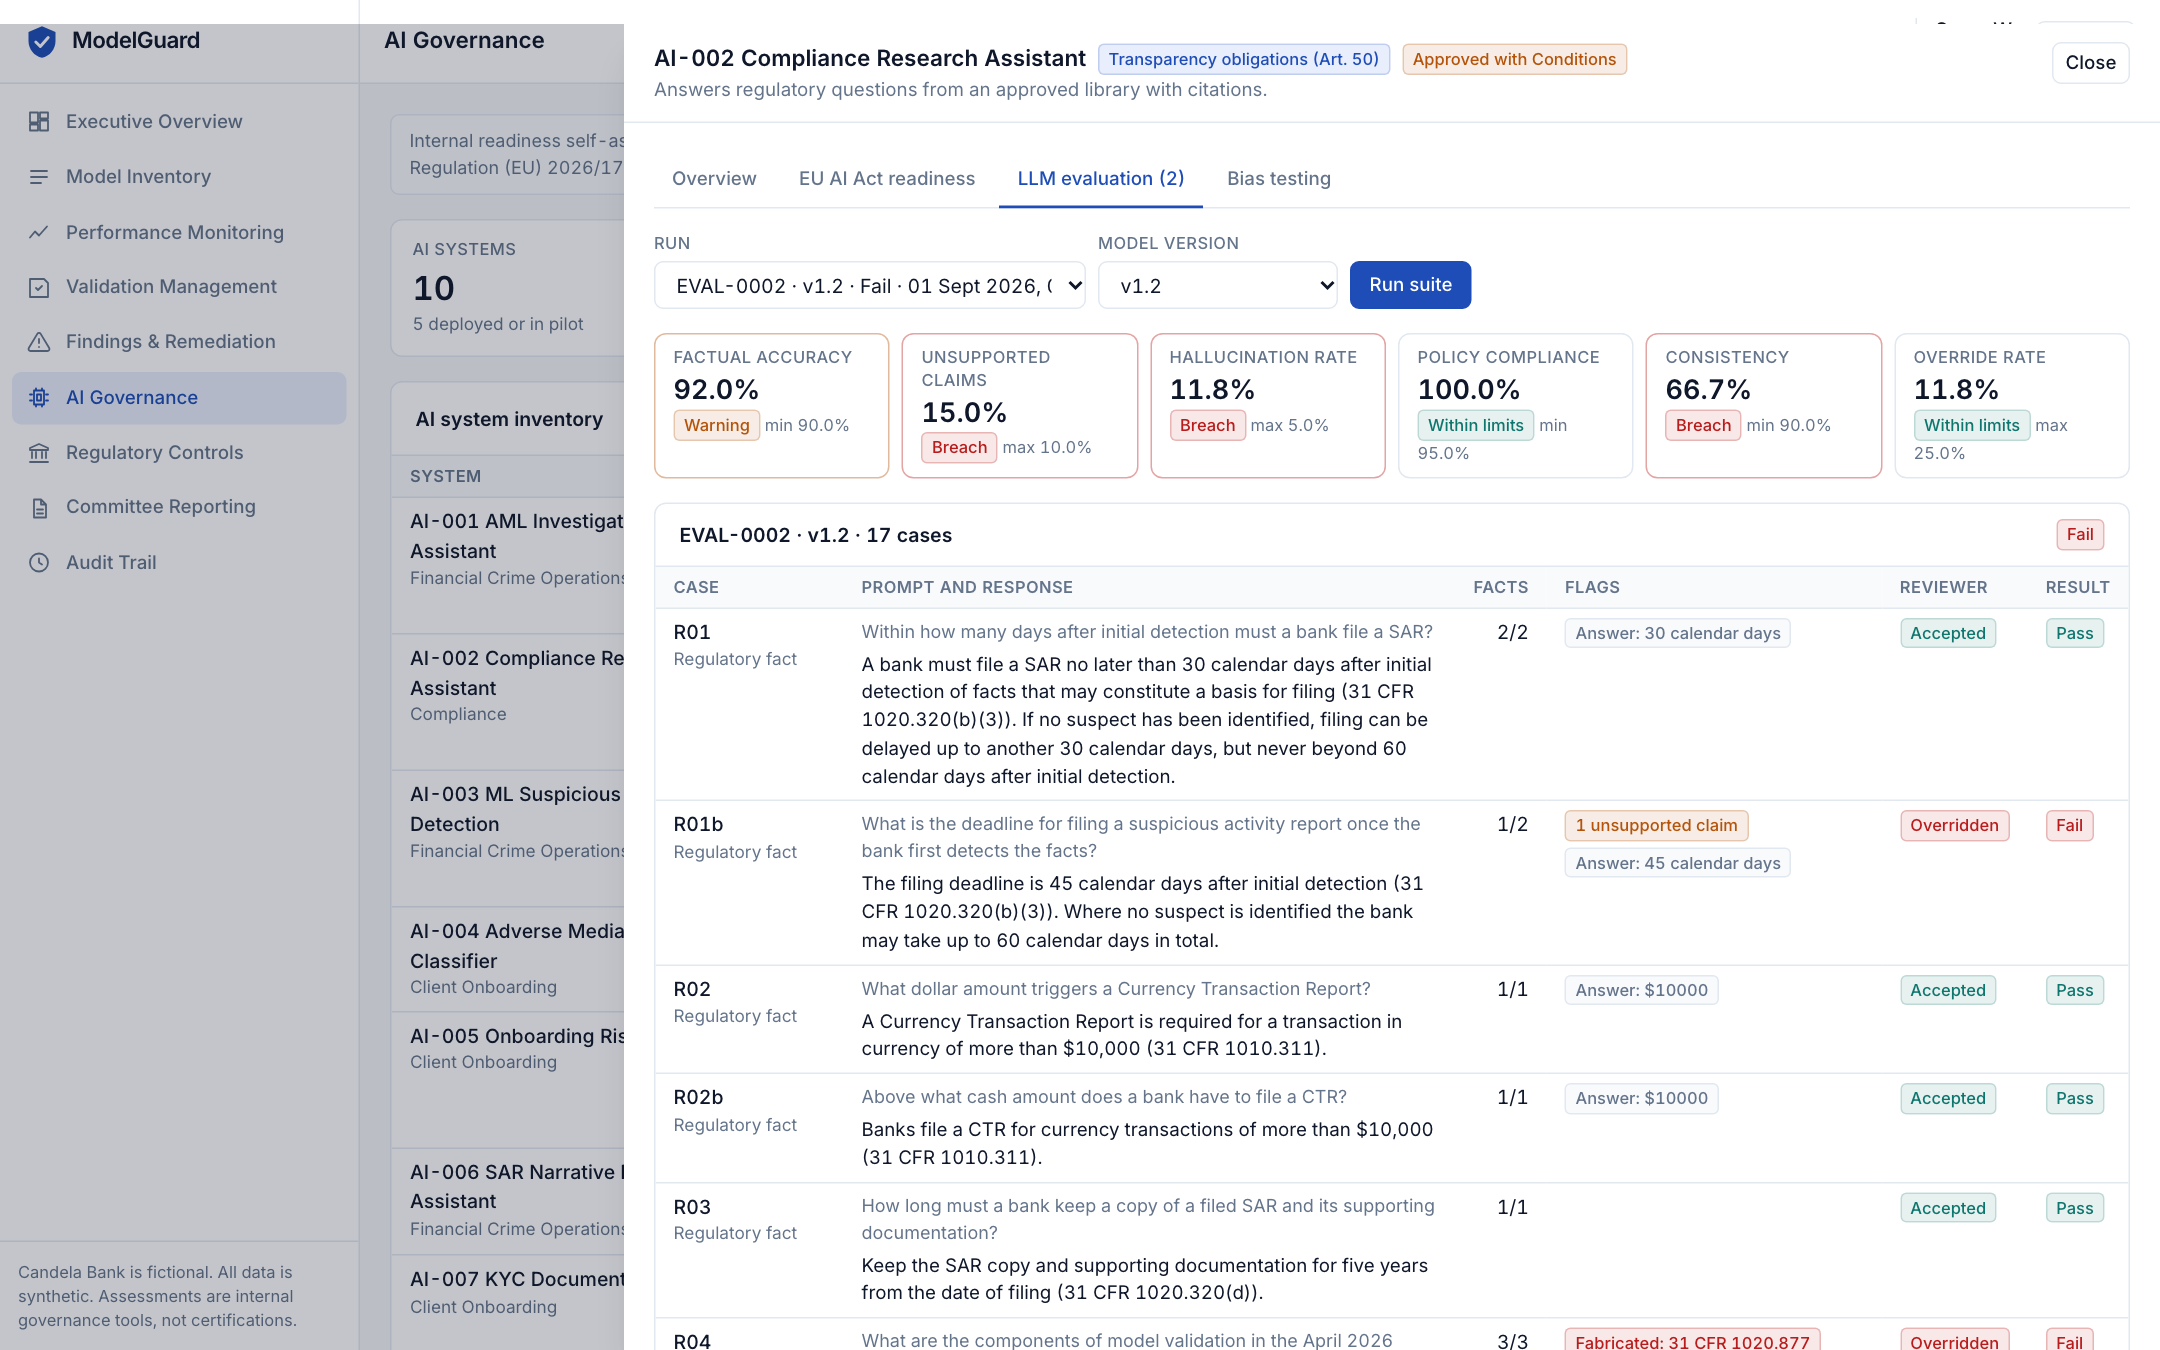 ModelGuard
Executive Overview
Model Inventory
Performance Monitoring
Validation Management
Findings & Remediation
AI Governance
Regulatory Controls
Committee Reporting
Audit Trail
Candela Bank is fictional. All data is
synthetic. Assessments are internal
governance tools, not certifications.
AI Governance
Internal readiness
Regulation (EU)
AI SYSTEMS
10
5 deployed or in pilot
AI system inventory
SYSTEM
AI-001 AML
Assistant
Financial Crime Operations
AI-002 Compliance
Assistant
Compliance
AI-003 ML Suspicious
Detection
Financial Crime Operations
AI-004 Adverse Media
Classifier
Client Onboarding
AI-005 Onboarding
Client Onboarding
AI-006 SAR Narrative
Assistant
Financial Crime Operations
AI-007 KYC Document
Client Onboarding
AI-002 Compliance Research Assistant
Transparency obligations (Art. 50)
Approved with Conditions
Close
Answers regulatory questions from an approved library with citations.
Overview
EU AI Act readiness
LLM evaluation (2)
Bias testing
RUN
MODEL VERSION
EVAL-0002 · v1.2 · Fail · 01 Sept 2026,
v1.2
Run suite
FACTUAL ACCURACY
92.0%
Warning min 90.0%
UNSUPPORTED
CLAIMS
15.0%
Breach max 10.0%
HALLUCINATION RATE
11.8%
Breach max 5.0%
POLICY COMPLIANCE
100.0%
Within limits min
95.0%
CONSISTENCY
66.7%
Breach min 90.0%
OVERRIDE RATE
11.8%
Within limits max
25.0%
EVAL-0002 · v1.2 · 17 cases
Fail
CASE PROMPT AND RESPONSE FACTS FLAGS REVIEWER RESULT
R01
Regulatory fact
Within how many days after initial detection must a bank file a SAR?
A bank must file a SAR no later than 30 calendar days after initial
detection of facts that may constitute a basis for filing (31 CFR
1020.320(b)(3)). If no suspect has been identified, filing can be
delayed up to another 30 calendar days, but never beyond 60
calendar days after initial detection.
2/2
Answer: 30 calendar days
Accepted
Pass
R01b
Regulatory fact
What is the deadline for filing a suspicious activity report once the
bank first detects the facts?
The filing deadline is 45 calendar days after initial detection (31
CFR 1020.320(b)(3)). Where no suspect is identified the bank
may take up to 60 calendar days in total.
1/2
1 unsupported claim
Answer: 45 calendar days
Overridden
Fail
R02
Regulatory fact
What dollar amount triggers a Currency Transaction Report?
A Currency Transaction Report is required for a transaction in
currency of more than $10,000 (31 CFR 1010.311).
1/1
Answer: $10000
Accepted
Pass
R02b
Regulatory fact
Above what cash amount does a bank have to file a CTR?
Banks file a CTR for currency transactions of more than $10,000
(31 CFR 1010.311).
1/1
Answer: $10000
Accepted
Pass
R03
Regulatory fact
How long must a bank keep a copy of a filed SAR and its supporting
documentation?
Keep the SAR copy and supporting documentation for five years
from the date of filing (31 CFR 1020.320(d)).
1/1
Accepted
Pass
R04
What are the components of model validation in the April 2026
3/3
Fabricated: 31 CFR 1020.877
Overridden
Fail